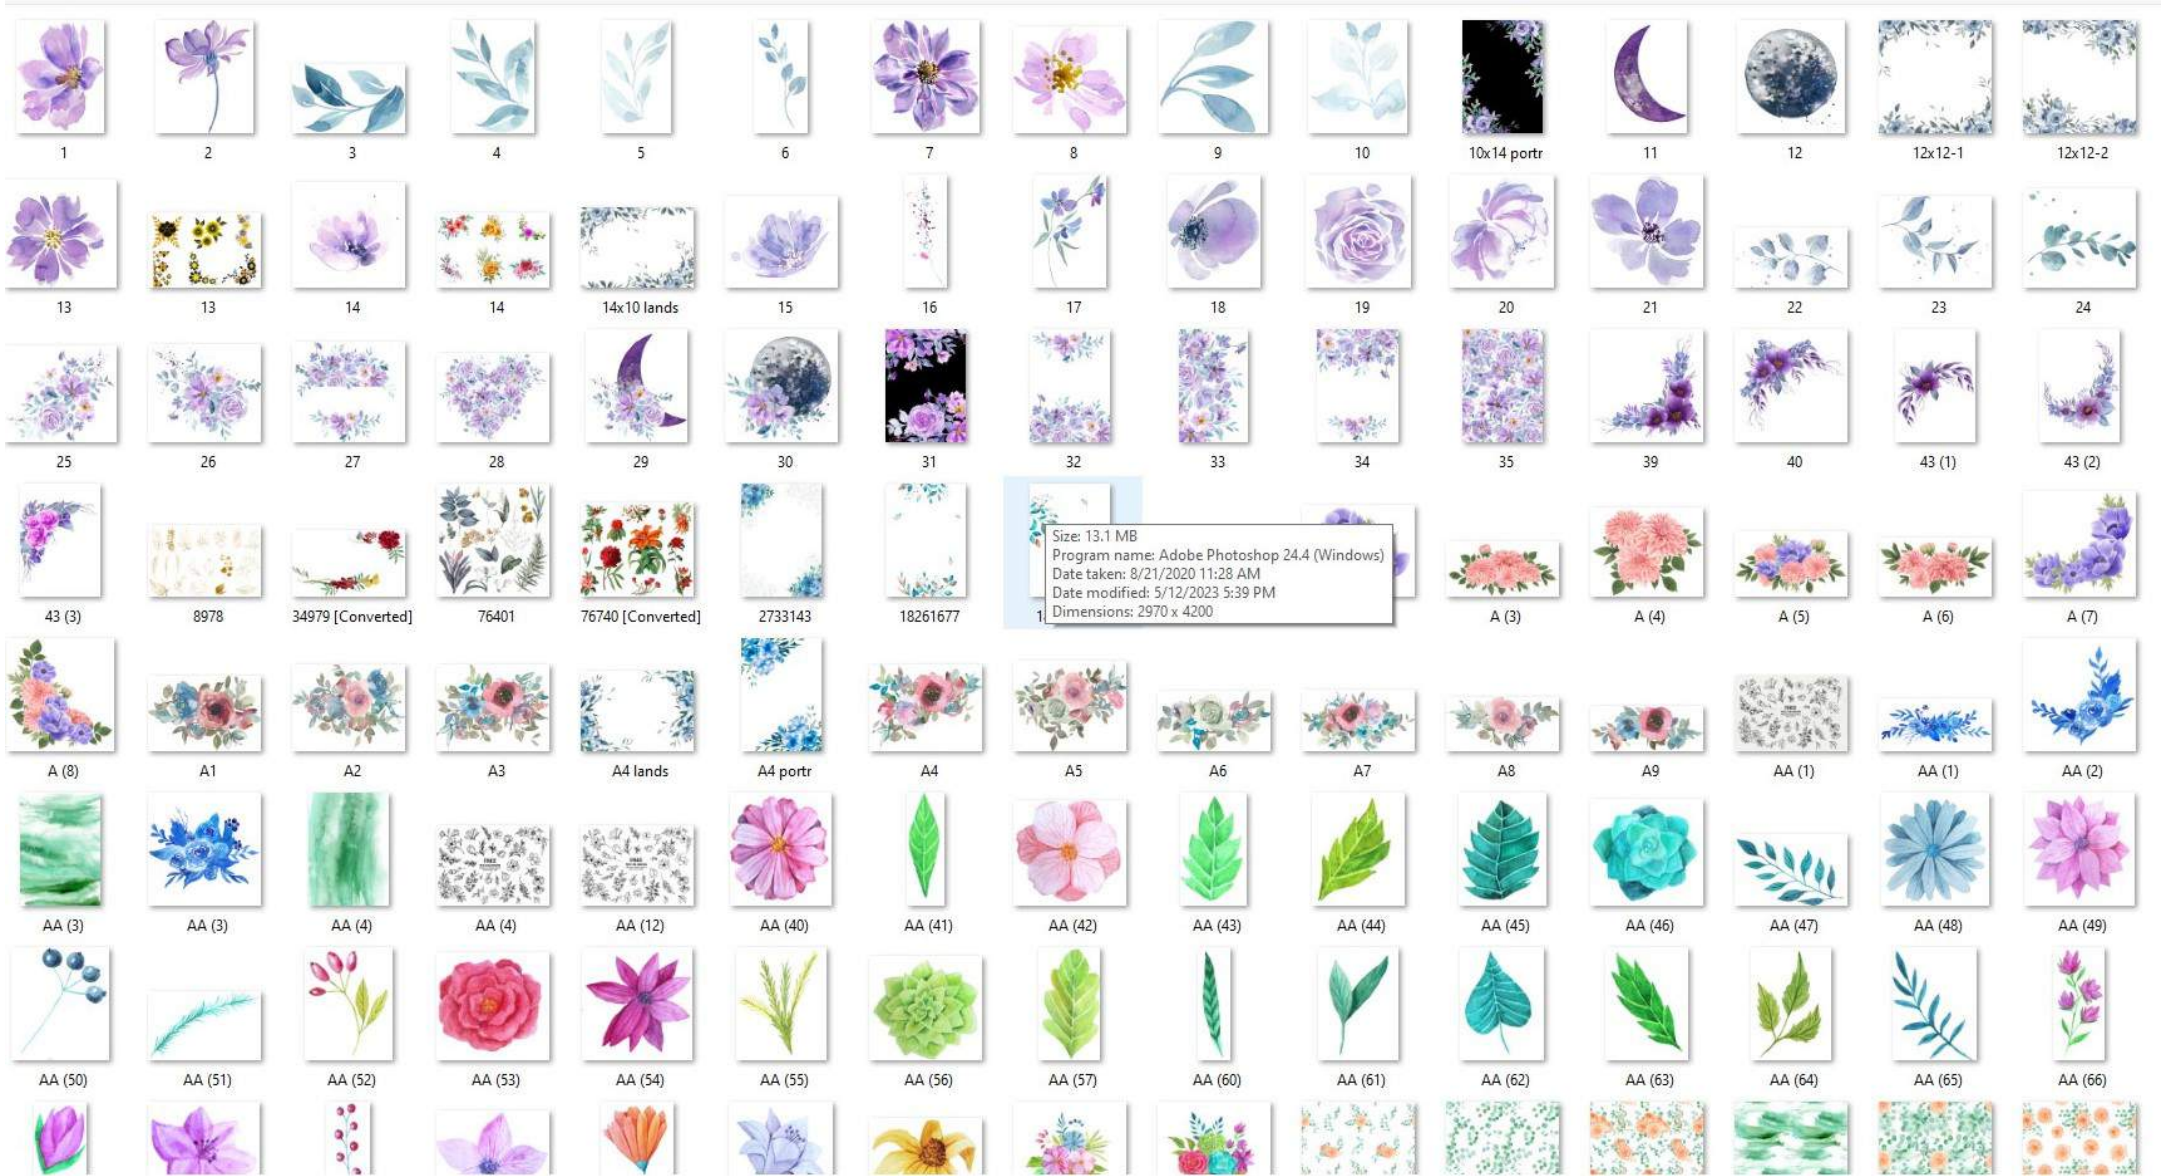 1
2
3
4
5
6
7
8
9
10
10x14 portr
11
12
12x12-1
12x12-2
13
13
14
14
14x10 lands
15
16
17
18
19
20
21
22
23
24
25
26
27
28
29
30
31
32
33
34
35
39
40
43 (1)
43 (2)
Size: 13.1 MB
Program name: Adobe Photoshop 24.4 (Windows)
Date taken: 8/21/2020 11:28 AM
Date modified: 5/12/2023 5:39 PM
Dimensions: 2970 x 4200
43 (3)
8978
34979 [Converted]
76401
76740 [Converted]
2733143
18261677
A (3)
A (4)
A (5)
A (6)
A (7)
A (8)
A1
A2
A3
A4 lands
A4 portr
A4
A5
A6
A7
A8
A9
AA (1)
AA (1)
AA (2)
AA (3)
AA (3)
AA (4)
AA (4)
AA (12)
AA (40)
AA (41)
AA (42)
AA (43)
AA (44)
AA (45)
AA (46)
AA (47)
AA (48)
AA (49)
AA (50)
AA (51)
AA (52)
AA (53)
AA (54)
AA (55)
AA (56)
AA (57)
AA (60)
AA (61)
AA (62)
AA (63)
AA (64)
AA (65)
AA (66)